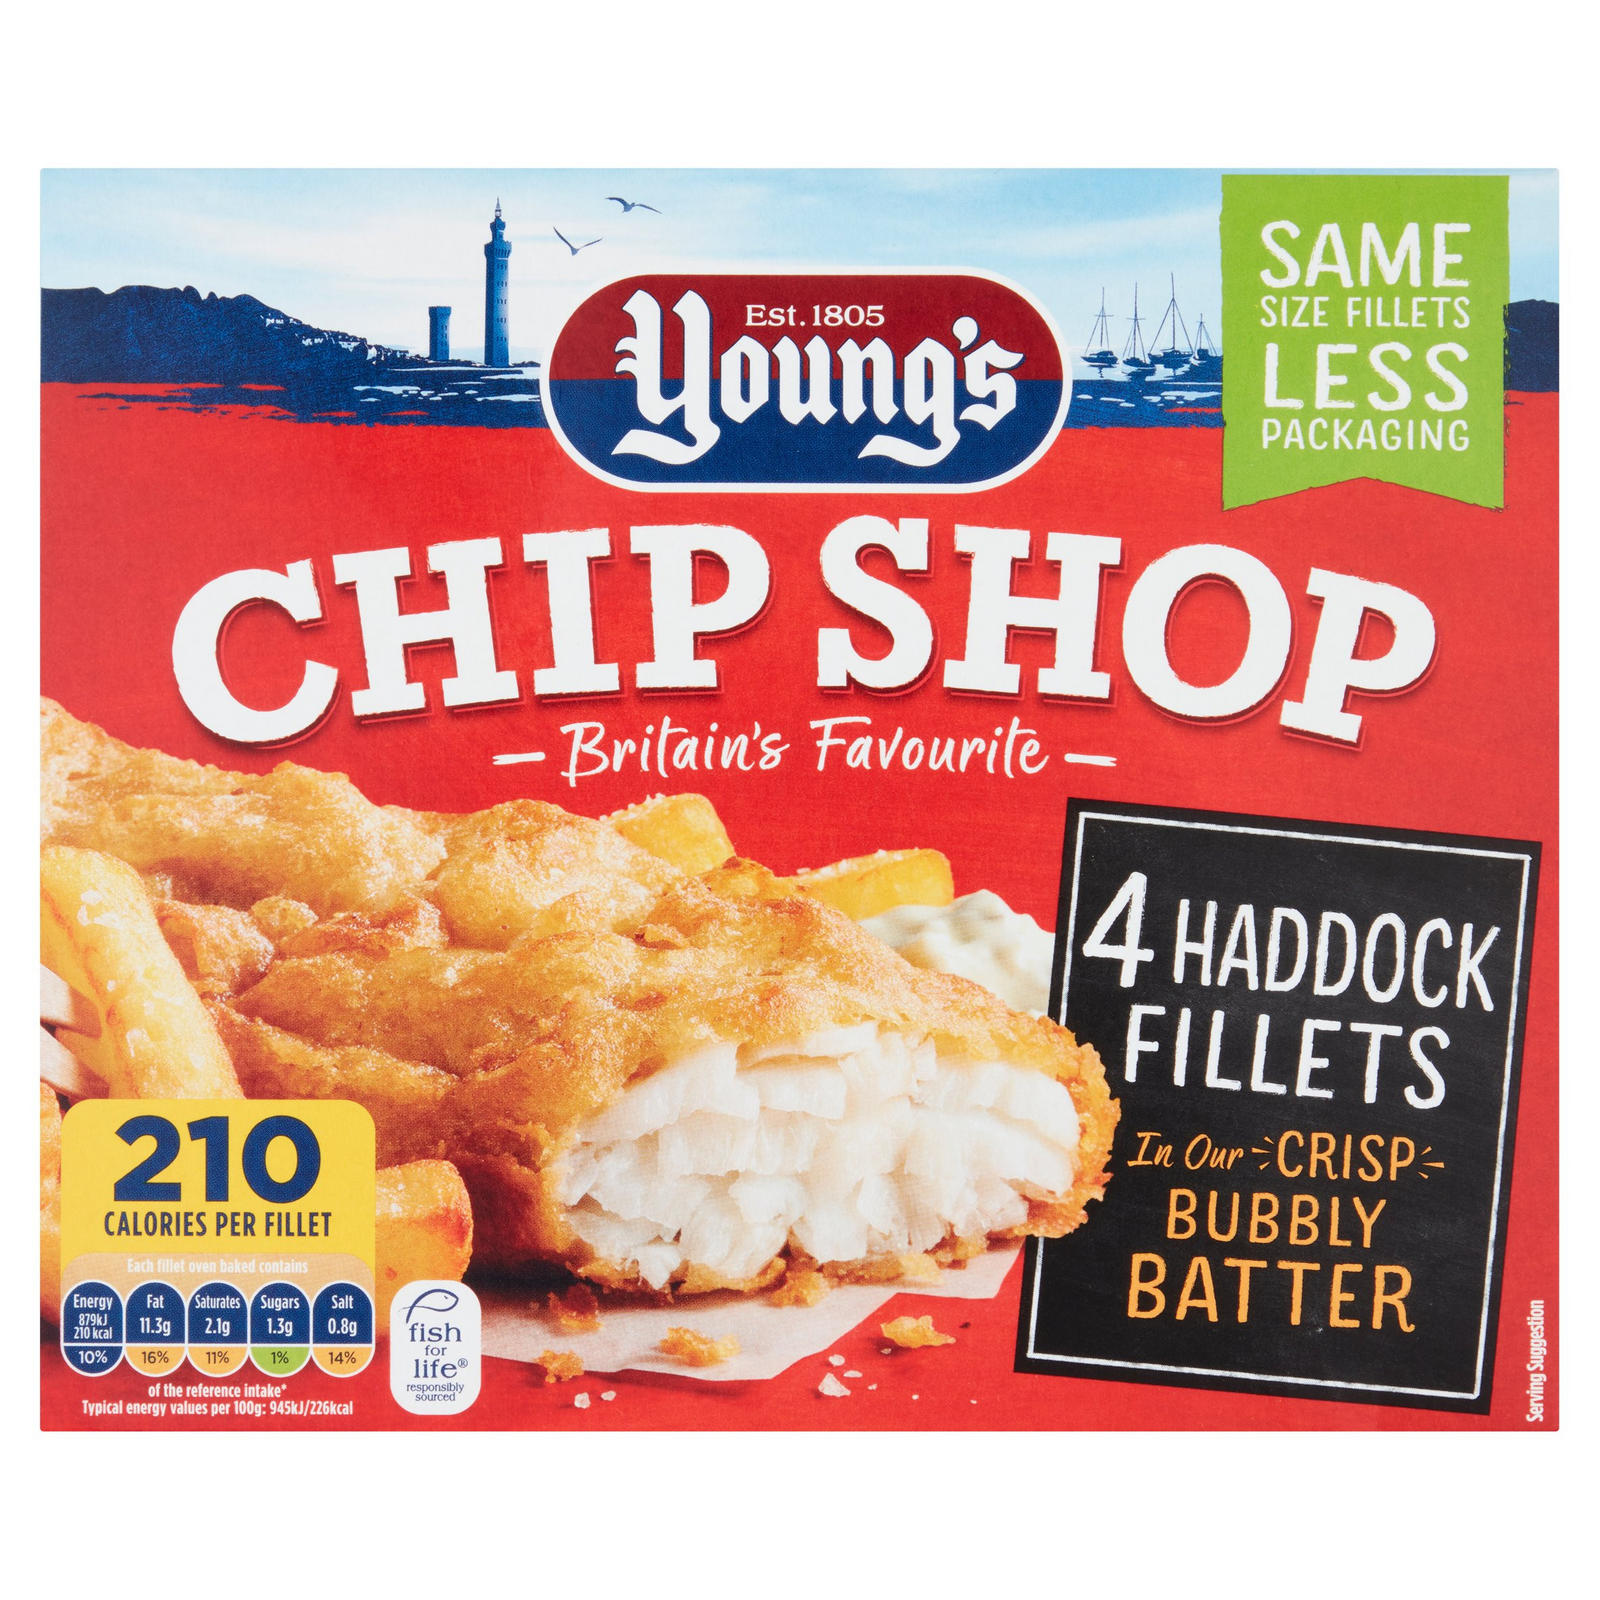 Est. 1805
Young's
SAME
SIZE FILLETS
LESS
PACKAGING
CHIP SHOP
Britain's Favourite
4 HADDOCK
FILLETS
In Our CRISP
BUBBLY
BATTER
210
CALORIES PER FILLET
Each fillet oven baked contains
Energy 879kJ 210 kcal 10%
Fat 11.3g 16%
Saturates 2.1g 11%
Sugars 1.3g 1%
Salt 0.8g 14%
of the reference intake*
Typical energy values per 100g: 945kJ/226kcal
fish
for
life®
responsibly
sourced
Serving Suggestion